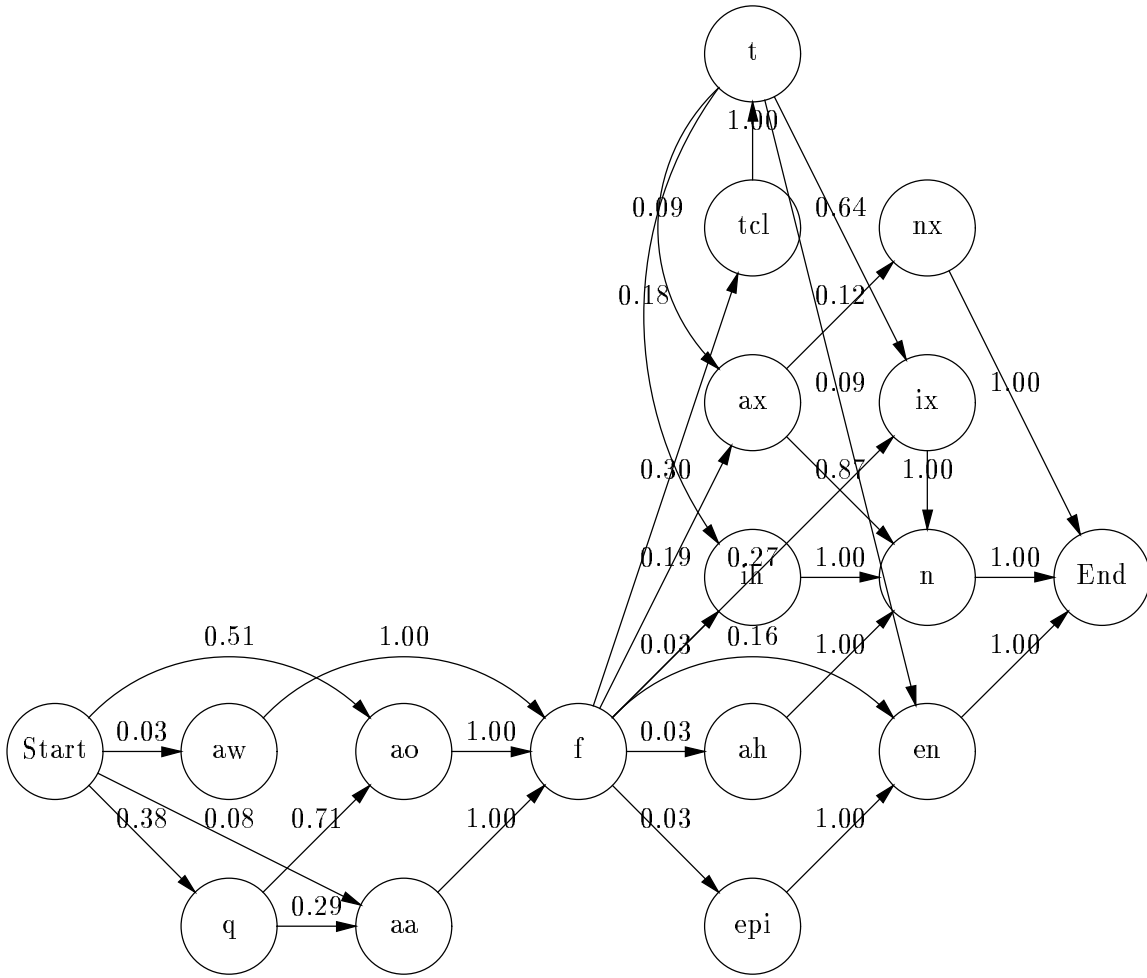 t
1.00
0.09 tcl 0.64 nx
0.18 0.12
ax 0.09 ix 1.00
0.30 0.87 1.00
0.19 0.27 1.00 1.00
ih n End
0.51 1.00 0.03 0.16 1.00 1.00
0.03 1.00 0.03
Start aw ao f ah en
0.38 0.08 0.71 1.00 0.03 1.00
0.29
q aa epi